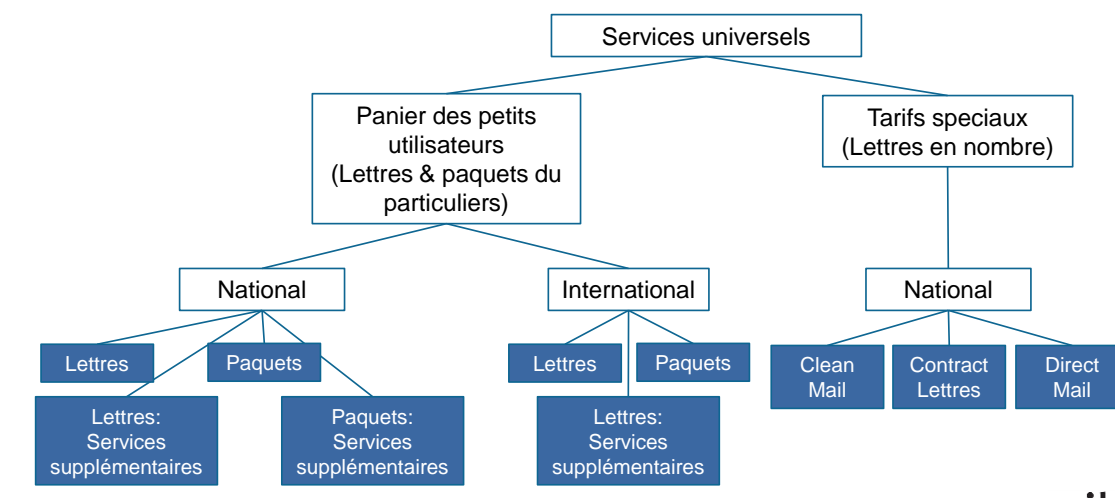 Services universels
Panier des petits
utilisateurs
(Lettres & paquets du
particuliers)
Tarifs speciaux
(Lettres en nombre)
National
International
National
Lettres
Paquets
Lettres
Paquets
Clean
Mail
Contract
Lettres
Direct
Mail
Lettres:
Services
supplémentaires
Paquets:
Services
supplémentaires
Lettres:
Services
supplémentaires